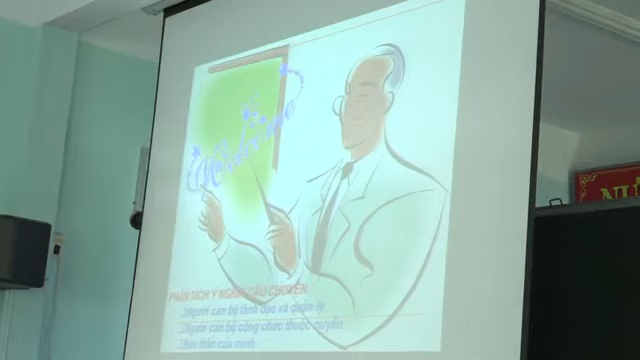 Welcome
PHÂN TÍCH Ý NGHĨA CÂU CHUYỆN
Người cán bộ lãnh đạo và quản lý
Người cán bộ công chức thuộc quyền
Bản thân của mình